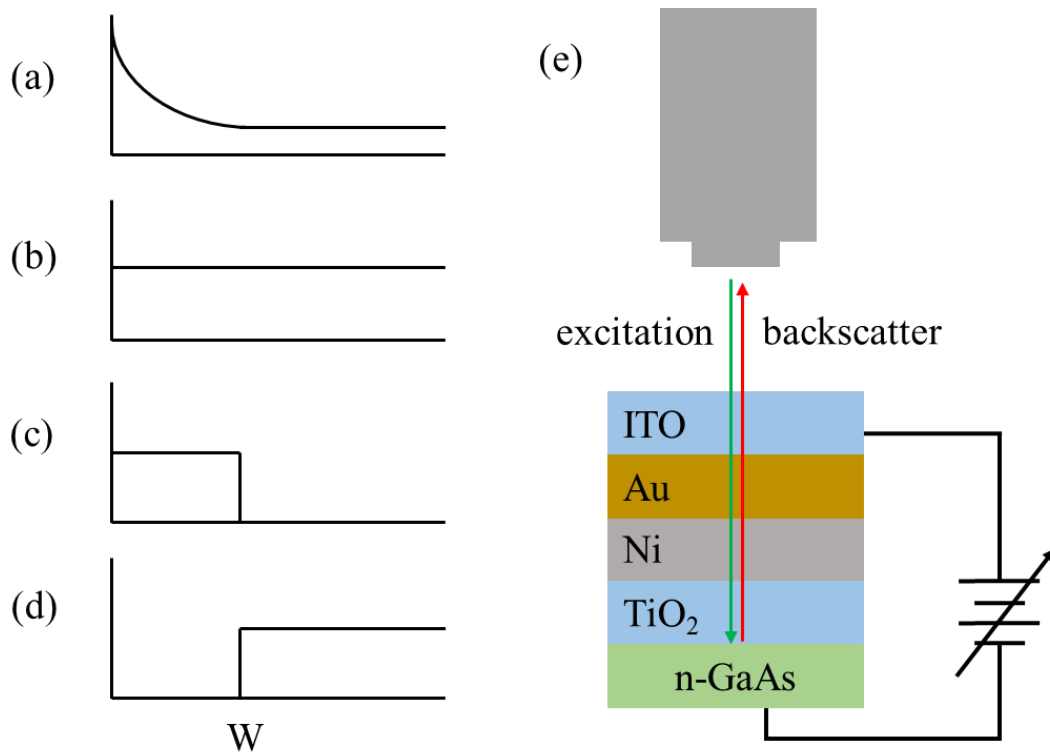 (a)
(b)
(c)
(d)
W
(e)
excitation
backscatter
ITO
Au
Ni
TiO₂
n-GaAs